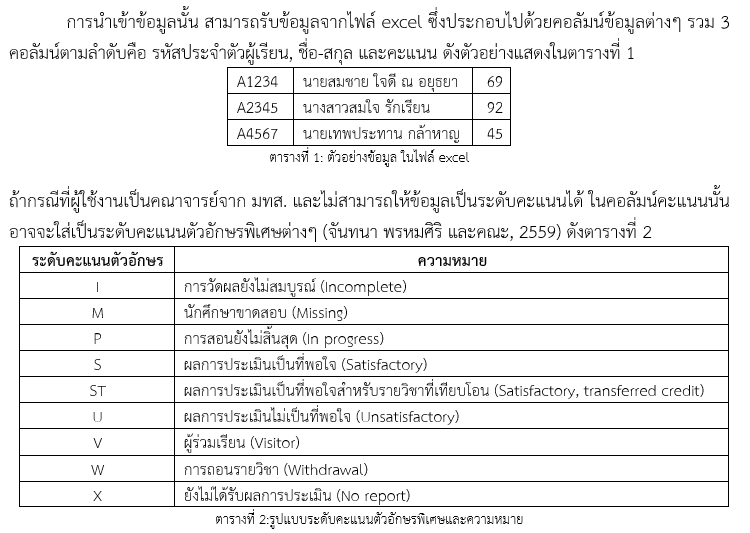 การนำเข้าข้อมูลนั้น สามารถรับข้อมูลจากไฟล์ excel ซึ่งประกอบไปด้วยคอลัมน์ข้อมูลต่างๆ รวม 3
คอลัมน์ตามลำดับคือ รหัสประจำตัวผู้เรียน, ชื่อ-สกุล และคะแนน ดังตัวอย่างแสดงในตารางที่ 1
A1234 นายสมชาย ใจดี ณ อยุธยา 69
A2345 นางสาวสมใจ รักเรียน 92
A4567 นายเทพประทาน กล้าหาญ 45
ตารางที่ 1: ตัวอย่างข้อมูล ในไฟล์ excel
ถ้ากรณีที่ผู้ใช้งานเป็นคณาจารย์จาก มทส. และไม่สามารถให้ข้อมูลเป็นระดับคะแนนได้ ในคอลัมน์คะแนนนั้น
อาจจะใส่เป็นระดับคะแนนตัวอักษรพิเศษต่างๆ (จันทนา พรหมศิริ และคณะ, 2559) ดังตารางที่ 2
ระดับคะแนนตัวอักษร ความหมาย
I การวัดผลยังไม่สมบูรณ์ (Incomplete)
M นักศึกษาขาดสอบ (Missing)
P การสอนยังไม่สิ้นสุด (In progress)
S ผลการประเมินเป็นที่พอใจ (Satisfactory)
ST ผลการประเมินเป็นที่พอใจสำหรับรายวิชาที่เทียบโอน (Satisfactory, transferred credit)
U ผลการประเมินไม่เป็นที่พอใจ (Unsatisfactory)
V ผู้ร่วมเรียน (Visitor)
W การถอนรายวิชา (Withdrawal)
X ยังไม่ได้รับผลการประเมิน (No report)
ตารางที่ 2:รูปแบบระดับคะแนนตัวอักษรพิเศษและความหมาย